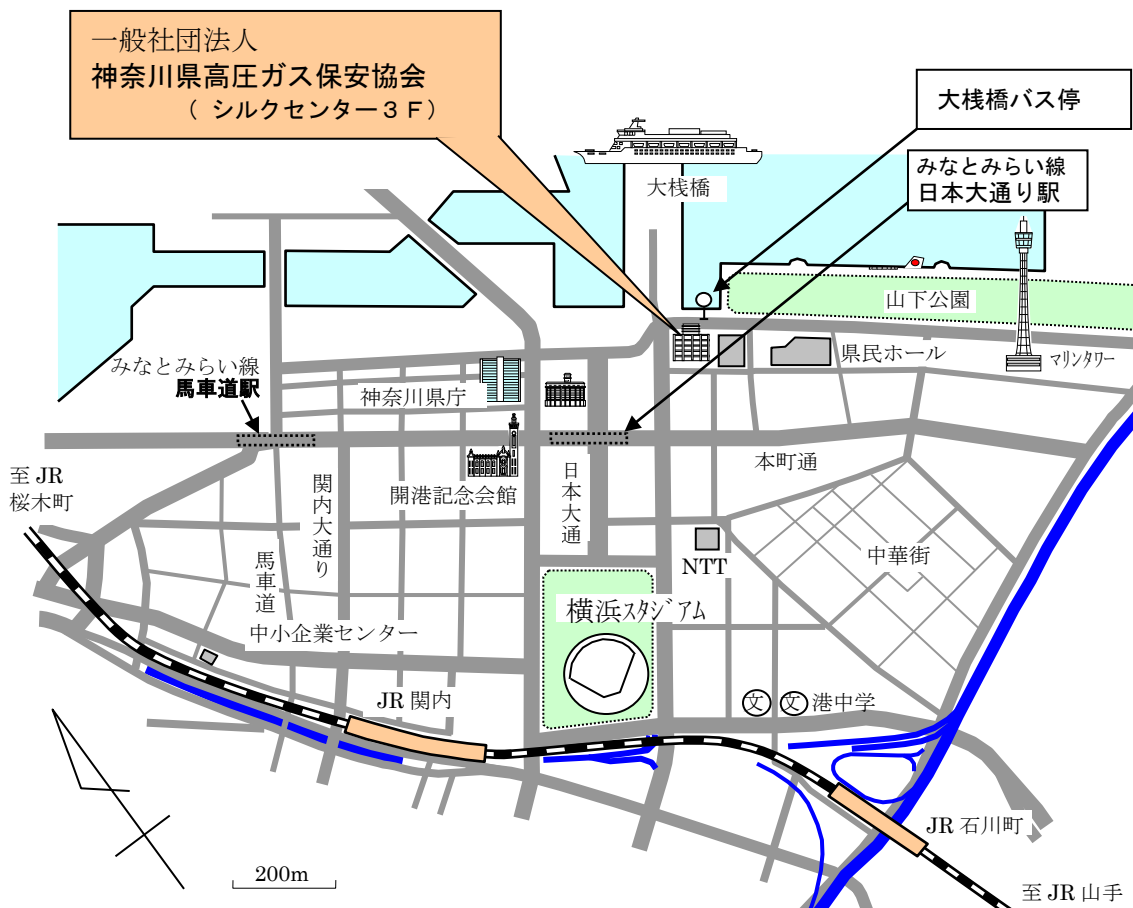 一般社団法人
神奈川県高圧ガス保安協会
（ シルクセンター３Ｆ）
大桟橋バス停
みなとみらい線
日本大通り駅
大桟橋
山下公園
県民ホール
マリンタワー
みなとみらい線
馬車道駅
神奈川県庁
開港記念会館
日本大通
本町通
至 JR
桜木町
関内大通り
馬車道
中小企業センター
NTT
中華街
横浜スタジアム
JR 関内
文
文
港中学
JR 石川町
至 JR 山手
200m